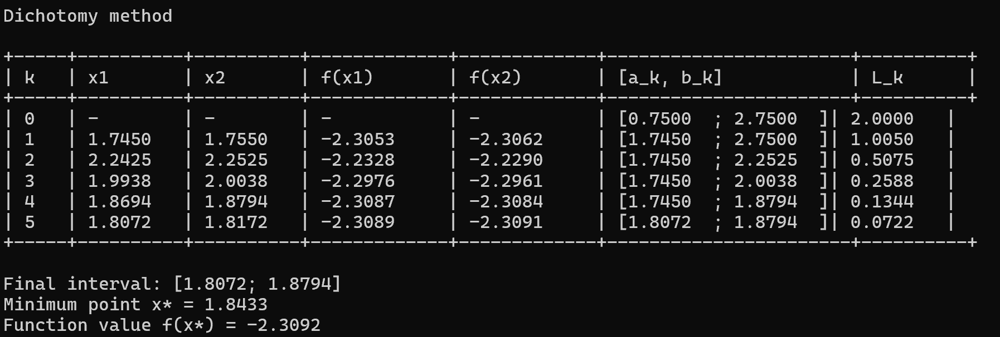 Dichotomy method
+-----+----------+----------+-------------+-------------+-----------------------+----------+
| k   | x1       | x2       | f(x1)       | f(x2)       | [a_k, b_k]            | L_k      |
+-----+----------+----------+-------------+-------------+-----------------------+----------+
| 0   | -        | -        | -           | -           | [0.7500  ; 2.7500  ]| 2.0000   |
| 1   | 1.7450   | 1.7550   | -2.3053     | -2.3062     | [1.7450  ; 2.7500  ]| 1.0050   |
| 2   | 2.2425   | 2.2525   | -2.2328     | -2.2290     | [1.7450  ; 2.2525  ]| 0.5075   |
| 3   | 1.9938   | 2.0038   | -2.2976     | -2.2961     | [1.7450  ; 2.0038  ]| 0.2588   |
| 4   | 1.8694   | 1.8794   | -2.3087     | -2.3084     | [1.7450  ; 1.8794  ]| 0.1344   |
| 5   | 1.8072   | 1.8172   | -2.3089     | -2.3091     | [1.8072  ; 1.8794  ]| 0.0722   |
+-----+----------+----------+-------------+-------------+-----------------------+----------+
Final interval: [1.8072; 1.8794]
Minimum point x* = 1.8433
Function value f(x*) = -2.3092